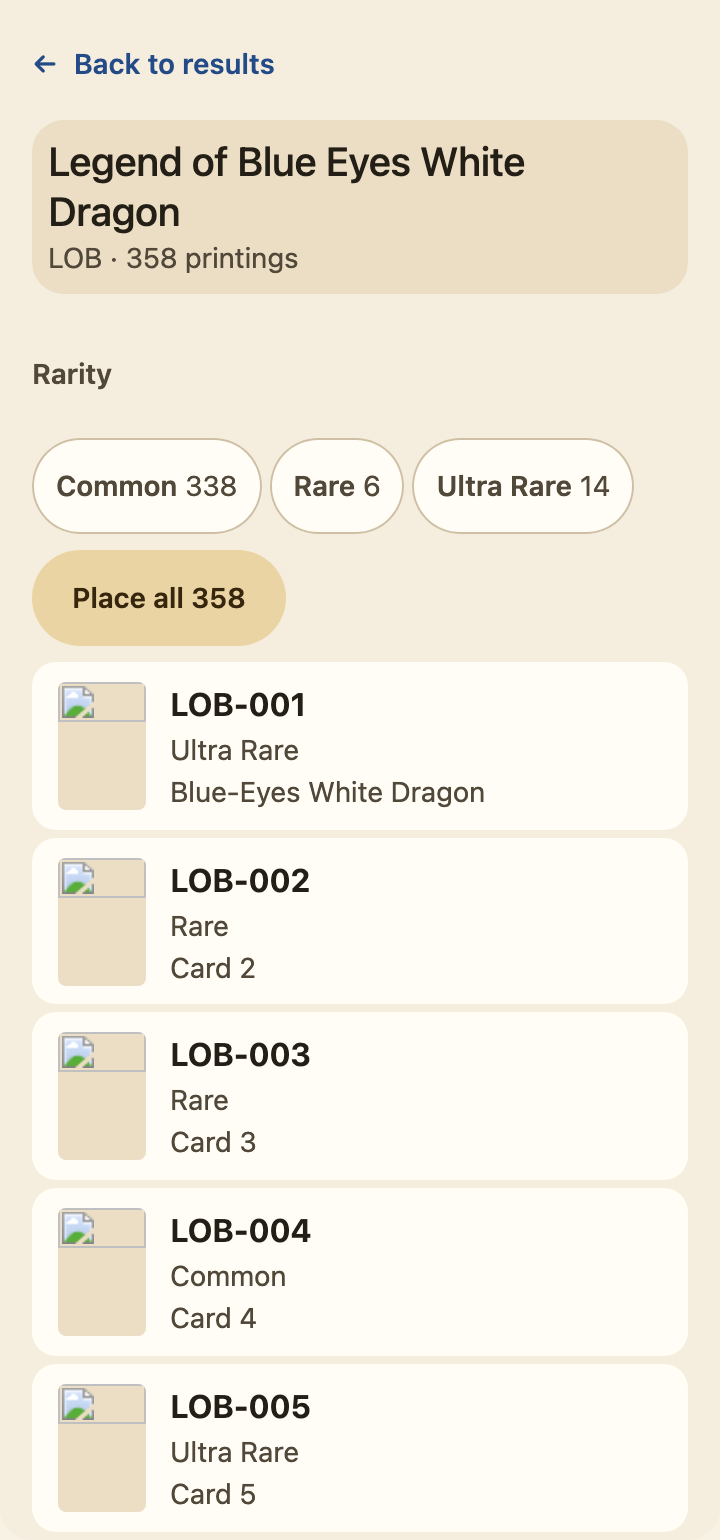 ← Back to results
Legend of Blue Eyes White
Dragon
LOB · 358 printings
Rarity
Common 338
Rare 6
Ultra Rare 14
Place all 358
LOB-001
Ultra Rare
Blue-Eyes White Dragon
LOB-002
Rare
Card 2
LOB-003
Rare
Card 3
LOB-004
Common
Card 4
LOB-005
Ultra Rare
Card 5